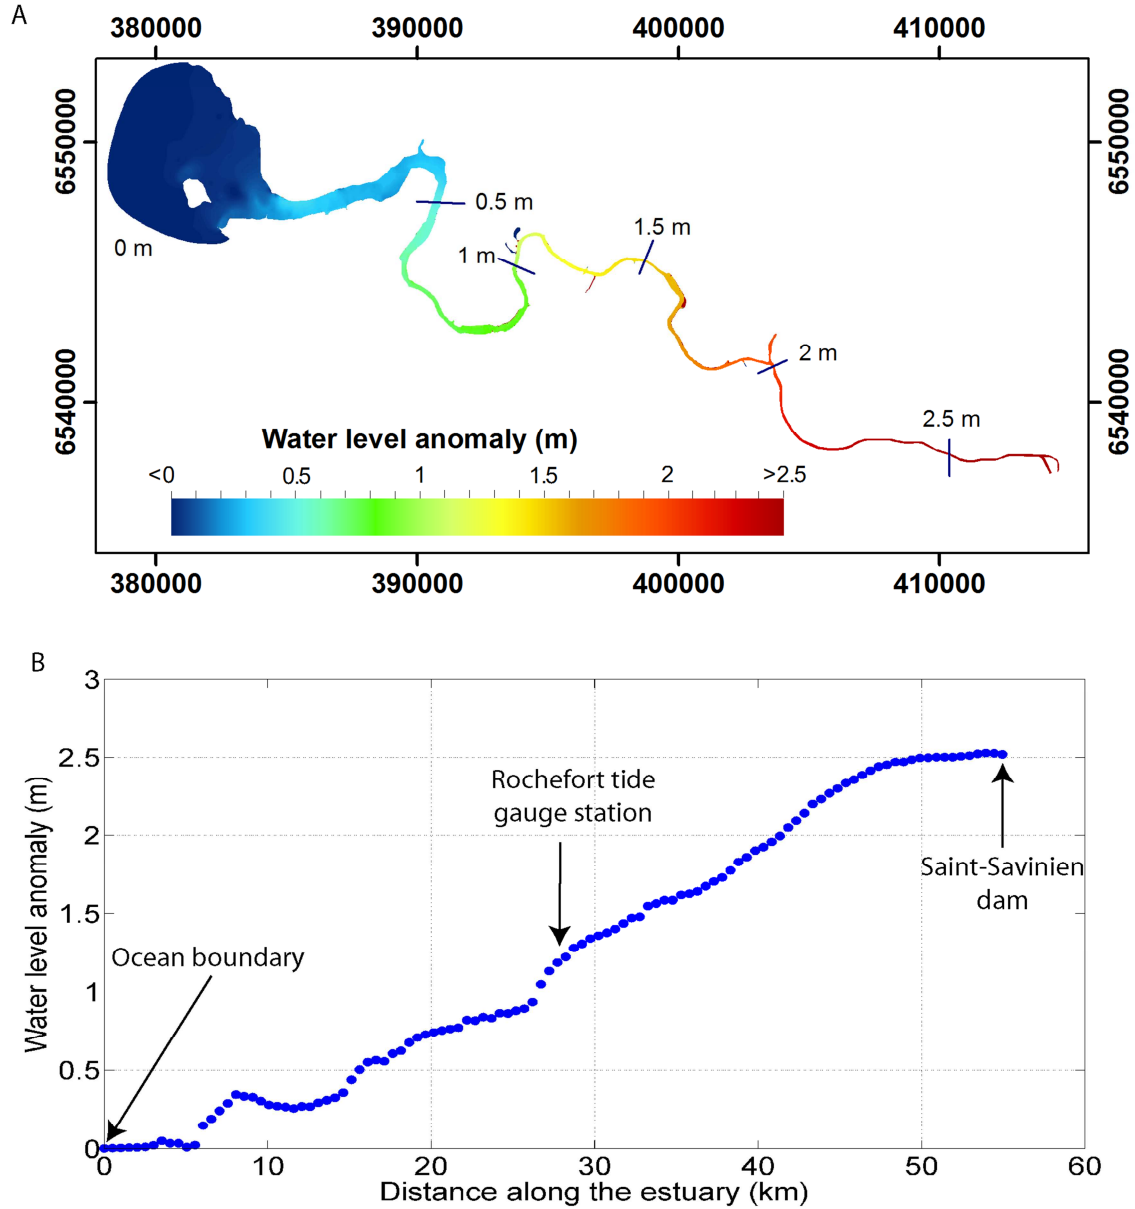 A
380000 390000 400000 410000
6550000
6550000
0.5 m
1.5 m
0 m
1 m
2 m
6540000
6540000
2.5 m
Water level anomaly (m)
<0 0.5 1 1.5 2 >2.5
380000 390000 400000 410000
B
3
2.5
2
1.5
1
0.5
0
Water level anomaly (m)
Rochefort tide
gauge station
Saint-Savinien
dam
Ocean boundary
0 10 20 30 40 50 60
Distance along the estuary (km)